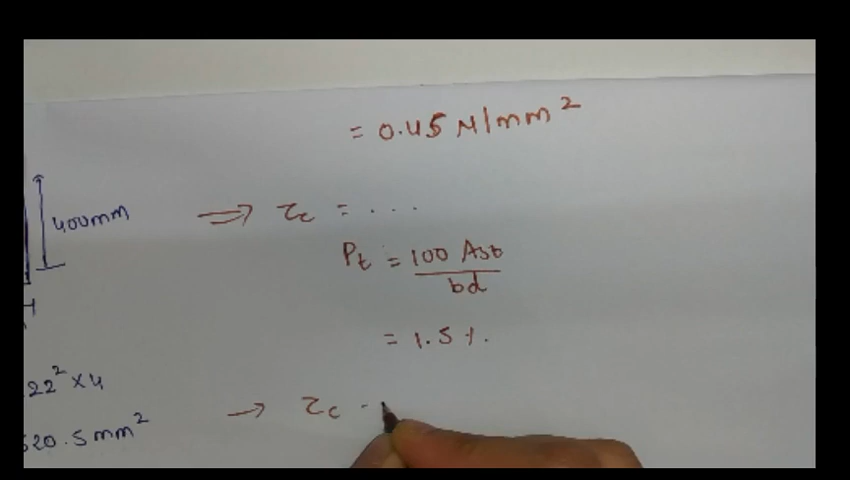 = 0.45 N/mm²
400mm
⇒ τc = ...
Pt = 100 Ast / bd
= 1.5 %.
22² × 4
20.5 mm²
→ τc -